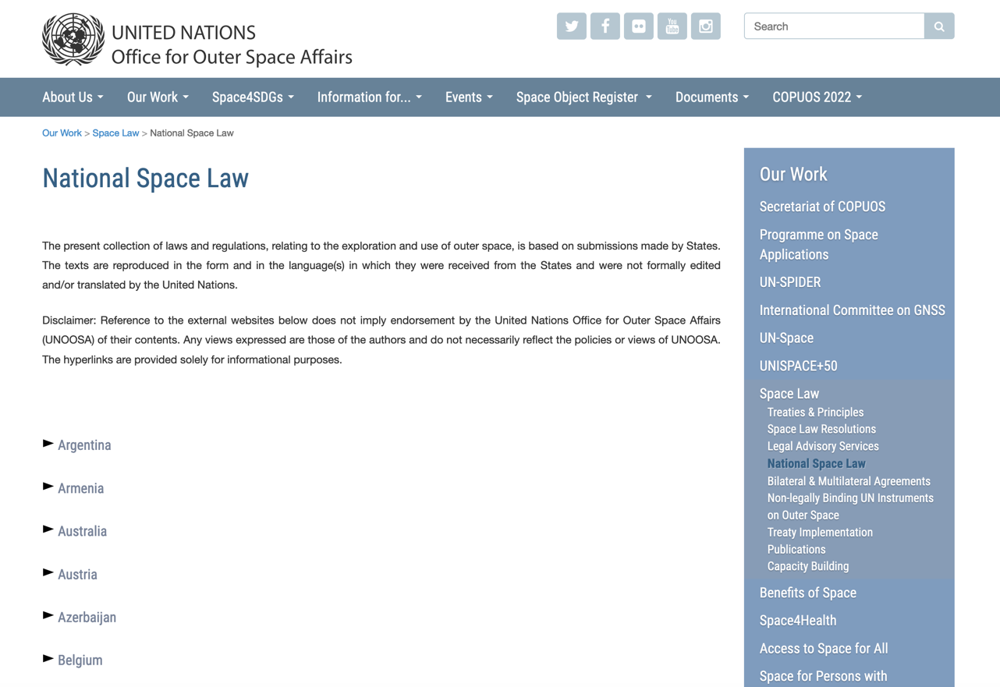 UNITED NATIONS
Office for Outer Space Affairs
You
Tube
Search
About Us
Our Work
Space4SDGs
Information for...
Events
Space Object Register
Documents
COPUOS 2022
Our Work > Space Law > National Space Law
National Space Law
The present collection of laws and regulations, relating to the exploration and use of outer space, is based on submissions made by States.
The texts are reproduced in the form and in the language(s) in which they were received from the States and were not formally edited
and/or translated by the United Nations.
Disclaimer: Reference to the external websites below does not imply endorsement by the United Nations Office for Outer Space Affairs
(UNOOSA) of their contents. Any views expressed are those of the authors and do not necessarily reflect the policies or views of UNOOSA.
The hyperlinks are provided solely for informational purposes.
Argentina
Armenia
Australia
Austria
Azerbaijan
Belgium
Our Work
Secretariat of COPUOS
Programme on Space
Applications
UN-SPIDER
International Committee on GNSS
UN-Space
UNISPACE+50
Space Law
Treaties & Principles
Space Law Resolutions
Legal Advisory Services
National Space Law
Bilateral & Multilateral Agreements
Non-legally Binding UN Instruments
on Outer Space
Treaty Implementation
Publications
Capacity Building
Benefits of Space
Space4Health
Access to Space for All
Space for Persons with